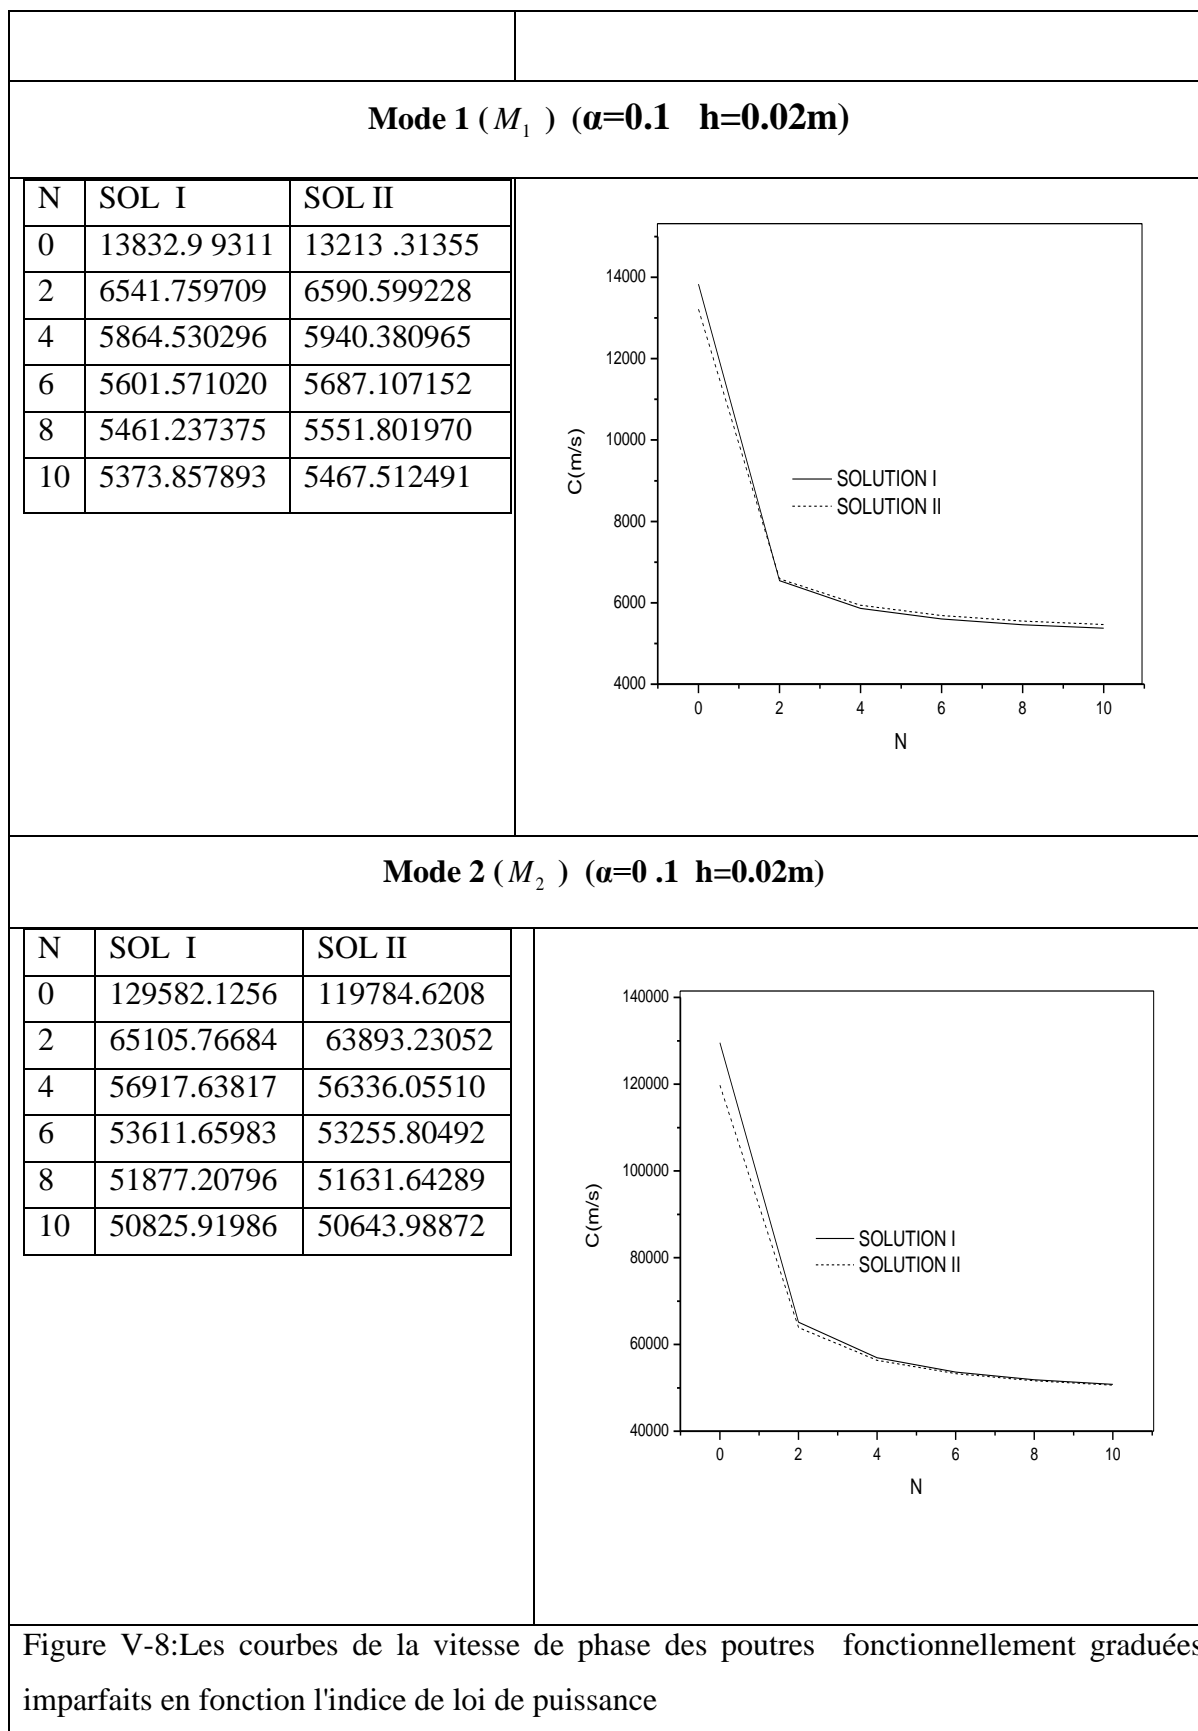 Mode 1 ( M₁ ) (α=0.1 h=0.02m)
N SOL I SOL II
0 13832.9 9311 13213 .31355
2 6541.759709 6590.599228
4 5864.530296 5940.380965
6 5601.571020 5687.107152
8 5461.237375 5551.801970
10 5373.857893 5467.512491
14000
12000
10000
8000
6000
4000
C(m/s)
SOLUTION I
SOLUTION II
0 2 4 6 8 10
N
Mode 2 ( M₂ ) (α=0 .1 h=0.02m)
N SOL I SOL II
0 129582.1256 119784.6208
2 65105.76684 63893.23052
4 56917.63817 56336.05510
6 53611.65983 53255.80492
8 51877.20796 51631.64289
10 50825.91986 50643.98872
140000
120000
100000
80000
60000
40000
C(m/s)
SOLUTION I
SOLUTION II
0 2 4 6 8 10
N
Figure V-8:Les courbes de la vitesse de phase des poutres fonctionnellement graduées
imparfaits en fonction l'indice de loi de puissance